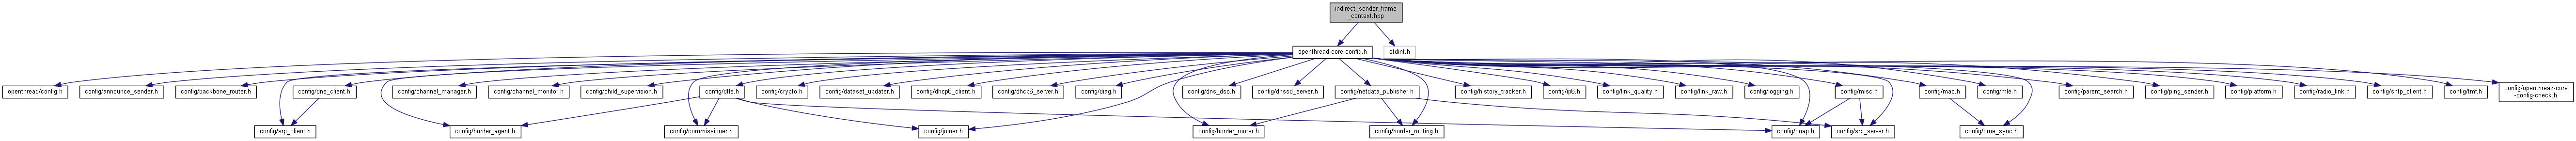 indirect_sender_frame
_context.hpp
openthread-core-config.h
stdint.h
openthread/config.h
config/announce_sender.h
config/backbone_router.h
config/dns_client.h
config/channel_manager.h
config/channel_monitor.h
config/child_supervision.h
config/dtls.h
config/crypto.h
config/dataset_updater.h
config/dhcp6_client.h
config/dhcp6_server.h
config/diag.h
config/dns_dso.h
config/dnssd_server.h
config/netdata_publisher.h
config/history_tracker.h
config/ip6.h
config/link_quality.h
config/link_raw.h
config/logging.h
config/misc.h
config/mac.h
config/mle.h
config/parent_search.h
config/ping_sender.h
config/platform.h
config/radio_link.h
config/sntp_client.h
config/tmf.h
config/openthread-core
-config-check.h
config/srp_client.h
config/border_agent.h
config/commissioner.h
config/joiner.h
config/border_router.h
config/border_routing.h
config/coap.h
config/srp_server.h
config/time_sync.h